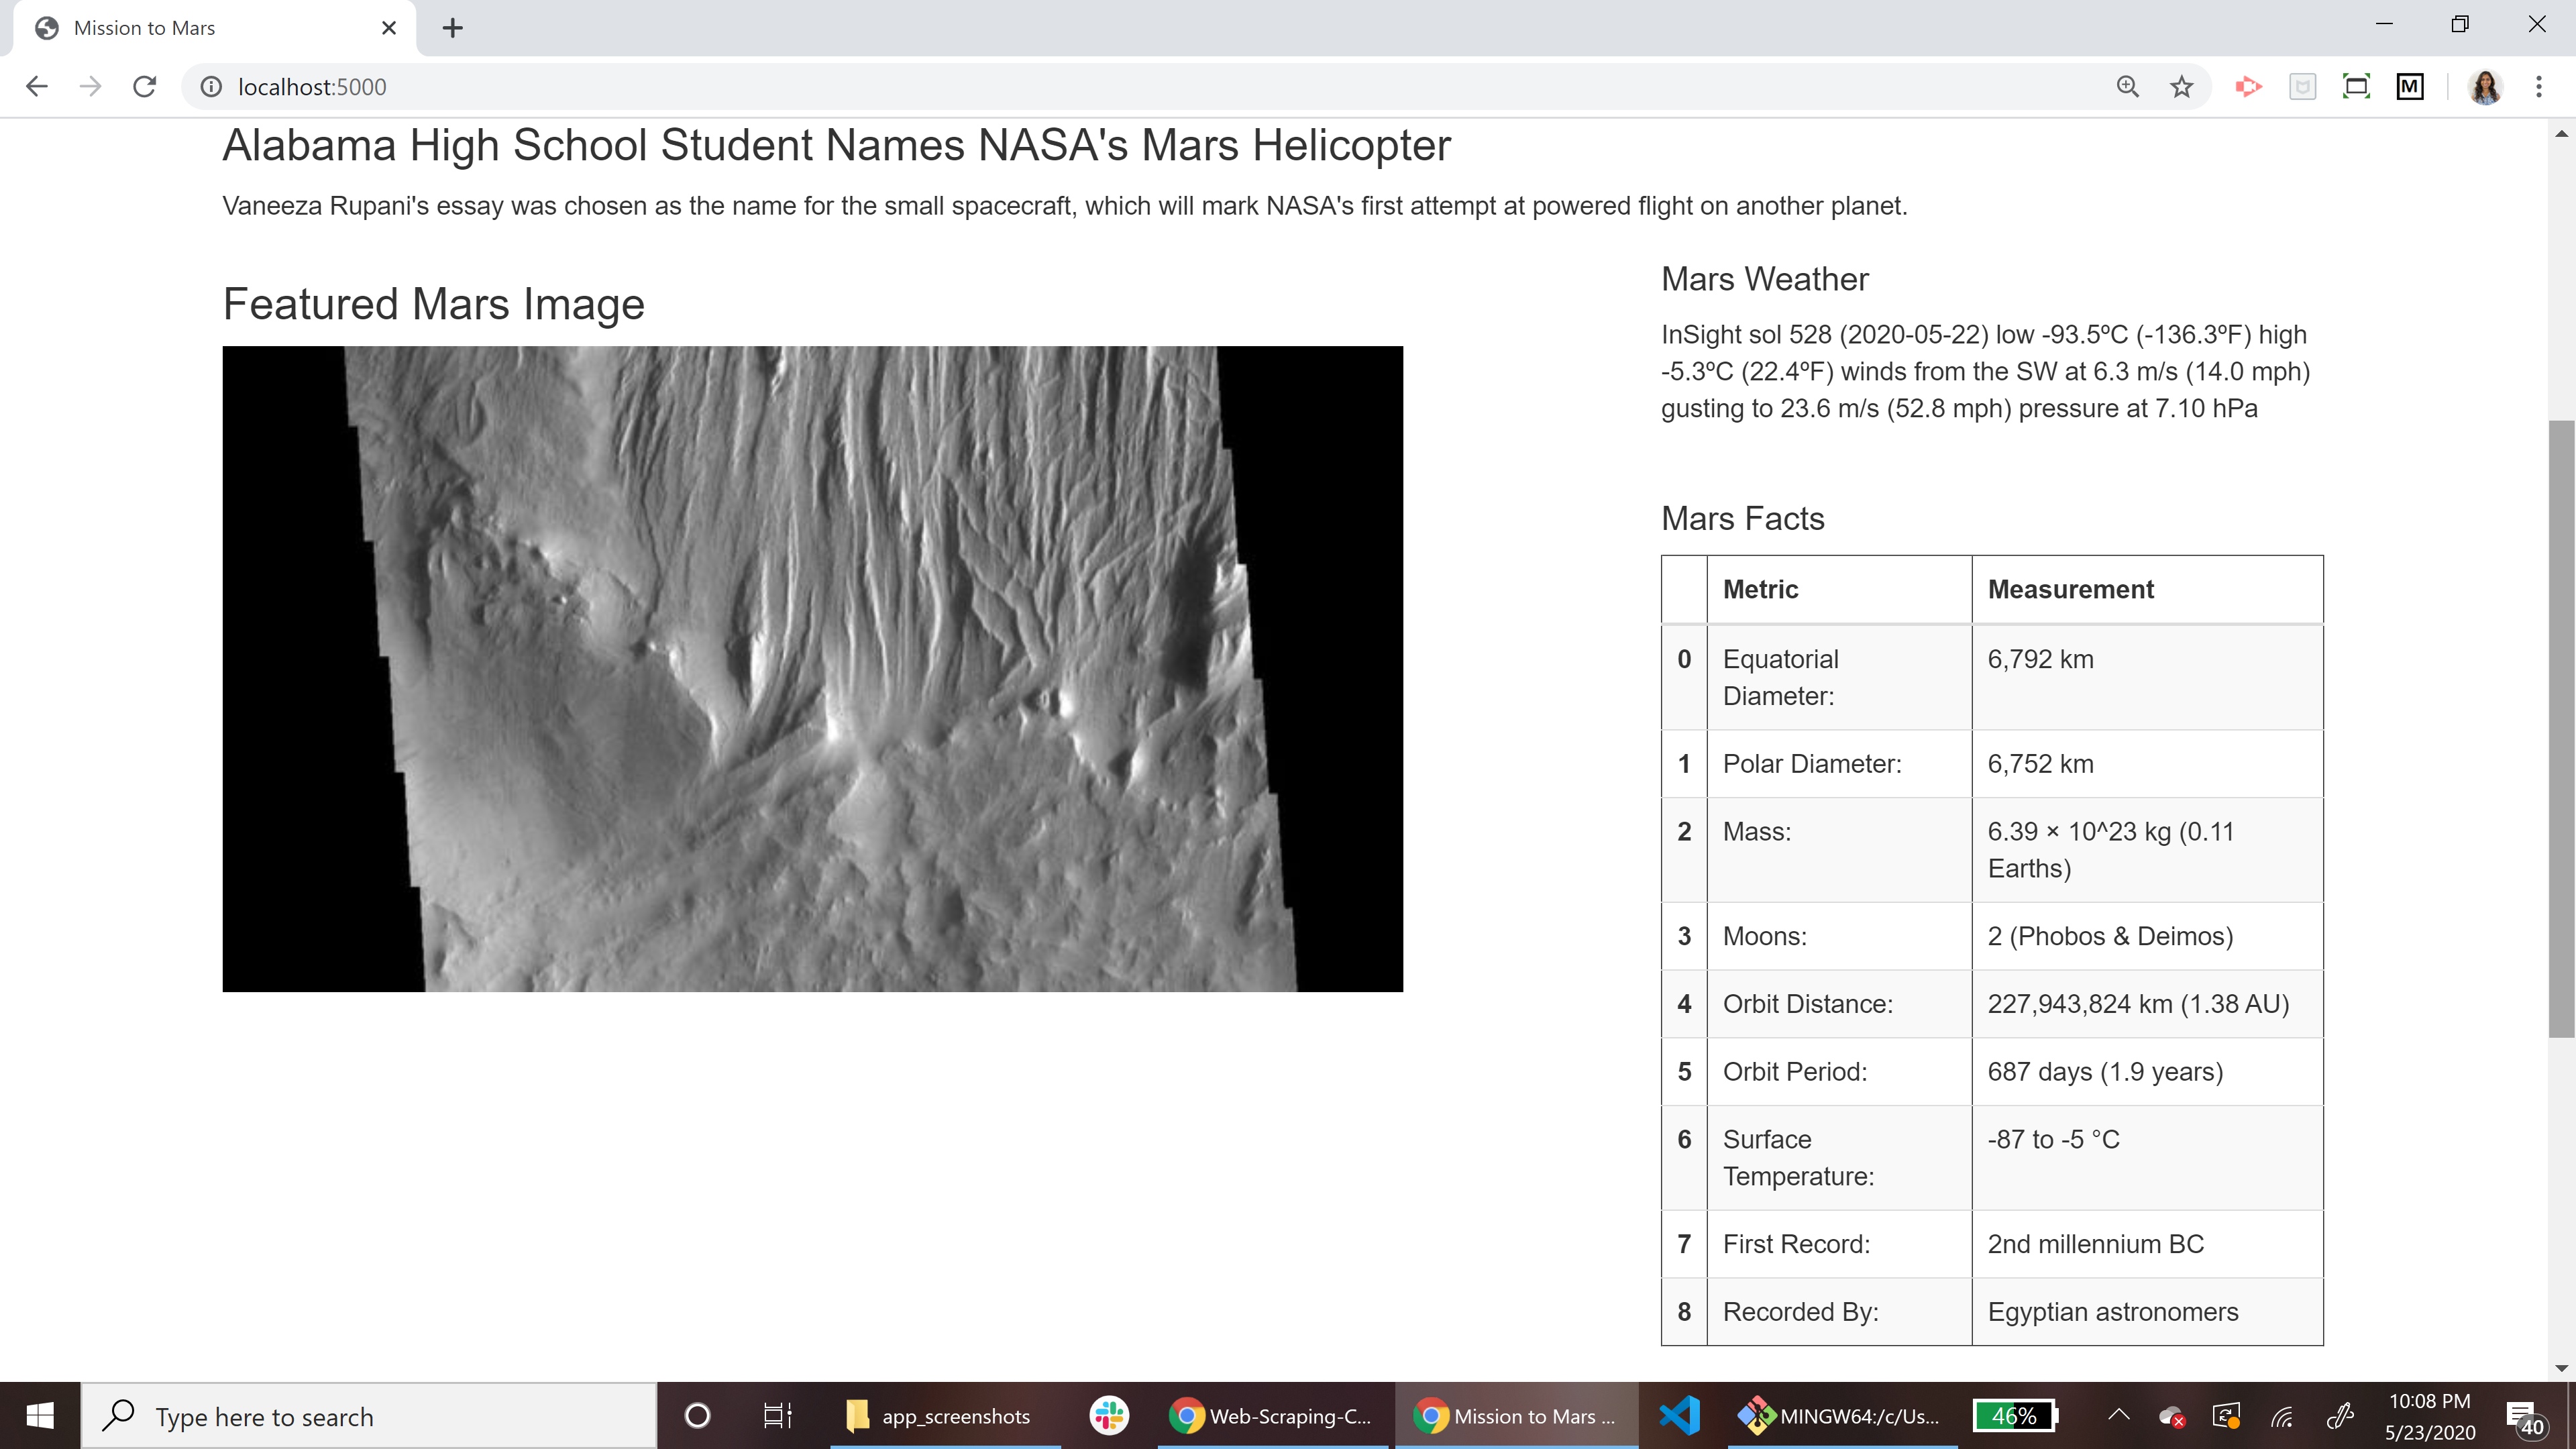 Mission to Mars
localhost:5000
M
Alabama High School Student Names NASA's Mars Helicopter
Vaneeza Rupani's essay was chosen as the name for the small spacecraft, which will mark NASA's first attempt at powered flight on another planet.
Featured Mars Image
Mars Weather
InSight sol 528 (2020-05-22) low -93.5ºC (-136.3ºF) high
-5.3ºC (22.4ºF) winds from the SW at 6.3 m/s (14.0 mph)
gusting to 23.6 m/s (52.8 mph) pressure at 7.10 hPa
Mars Facts
Metric Measurement
0 Equatorial Diameter: 6,792 km
1 Polar Diameter: 6,752 km
2 Mass: 6.39 × 10^23 kg (0.11 Earths)
3 Moons: 2 (Phobos & Deimos)
4 Orbit Distance: 227,943,824 km (1.38 AU)
5 Orbit Period: 687 days (1.9 years)
6 Surface Temperature: -87 to -5 °C
7 First Record: 2nd millennium BC
8 Recorded By: Egyptian astronomers
Type here to search
app_screenshots
Web-Scraping-C...
Mission to Mars ...
MINGW64:/c/Us...
46%
10:08 PM
5/23/2020
40